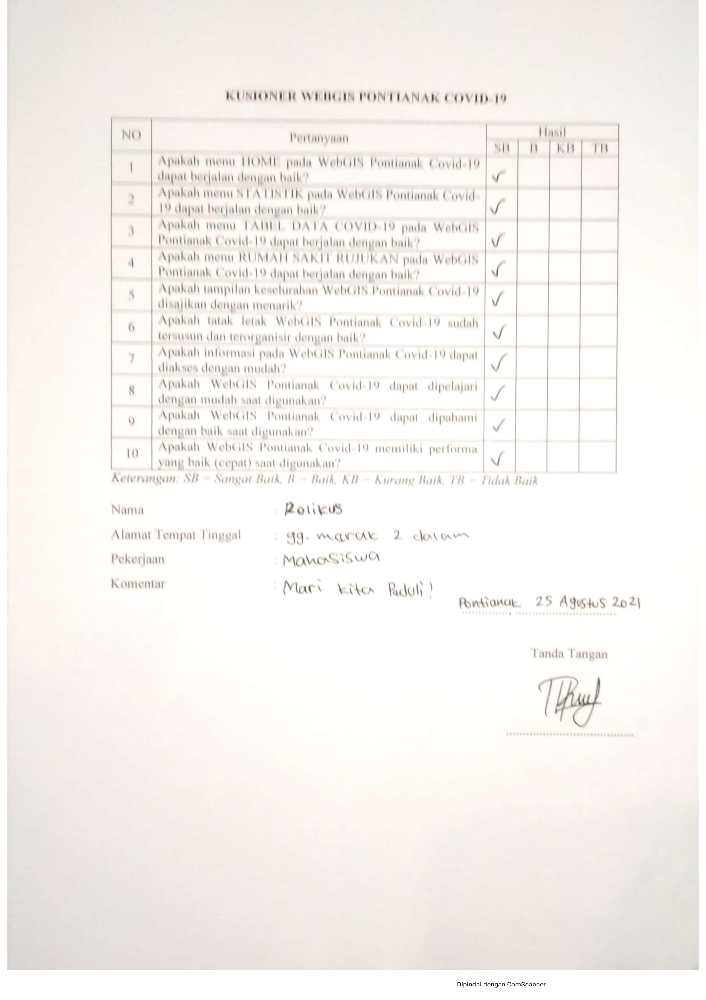 KUSIONER WEBGIS PONTIANAK COVID-19
NO Pertanyaan Hasil
SB B KB TB
1 Apakah menu HOME pada WebGIS Pontianak Covid-19
dapat berjalan dengan baik? ✓
2 Apakah menu STATISTIK pada WebGIS Pontianak Covid-
19 dapat berjalan dengan baik? ✓
3 Apakah menu TABEL DATA COVID-19 pada WebGIS
Pontianak Covid-19 dapat berjalan dengan baik? ✓
4 Apakah menu RUMAH SAKIT RUJUKAN pada WebGIS
Pontianak Covid-19 dapat berjalan dengan baik? ✓
5 Apakah tampilan keselurahan WebGIS Pontianak Covid-19
disajikan dengan menarik? ✓
6 Apakah tatak letak WebGIS Pontianak Covid-19 sudah
tersusun dan terorganisir dengan baik? ✓
7 Apakah informasi pada WebGIS Pontianak Covid-19 dapat
diakses dengan mudah? ✓
8 Apakah WebGIS Pontianak Covid-19 dapat dipelajari
dengan mudah saat digunakan? ✓
9 Apakah WebGIS Pontianak Covid-19 dapat dipahami
dengan baik saat digunakan? ✓
10 Apakah WebGIS Pontianak Covid-19 memiliki performa
yang baik (cepat) saat digunakan? ✓
Keterangan: SB = Sangat Baik, B = Baik, KB = Kurang Baik, TB = Tidak Baik
Nama : Rolikus
Alamat Tempat Tinggal : gg. marak 2 dalam
Pekerjaan : Mahasiswa
Komentar : Mari kita Peduli!
Pontianak 25 Agustus 2021
Tanda Tangan
Dipindai dengan CamScanner